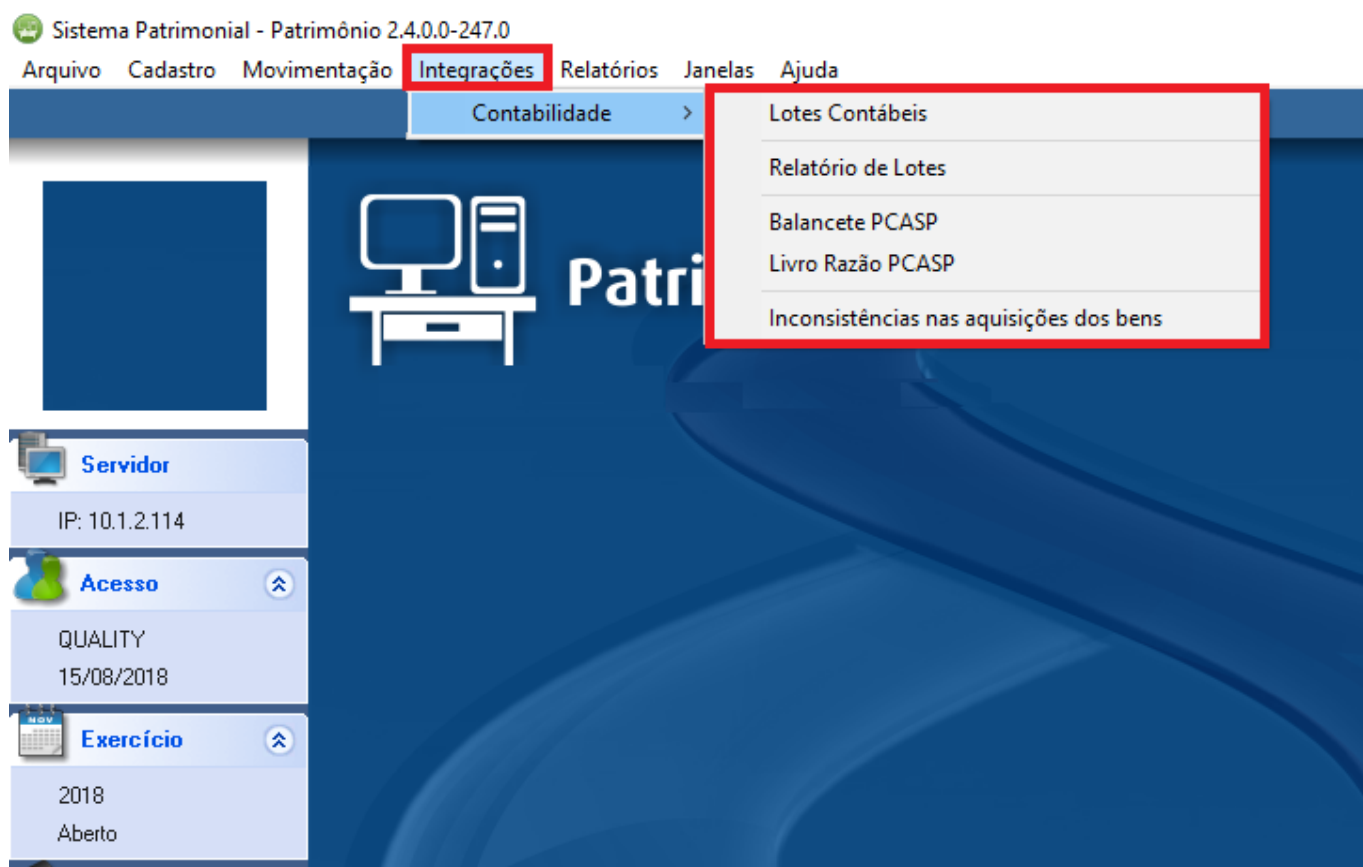 Sistema Patrimonial - Patrimônio 2.4.0.0-247.0
Arquivo Cadastro Movimentação Integrações Relatórios Janelas Ajuda
Contabilidade
Lotes Contábeis
Relatório de Lotes
Balancete PCASP
Livro Razão PCASP
Inconsistências nas aquisições dos bens
Patri
Servidor
IP: 10.1.2.114
Acesso
QUALITY
15/08/2018
NOV
Exercício
2018
Aberto